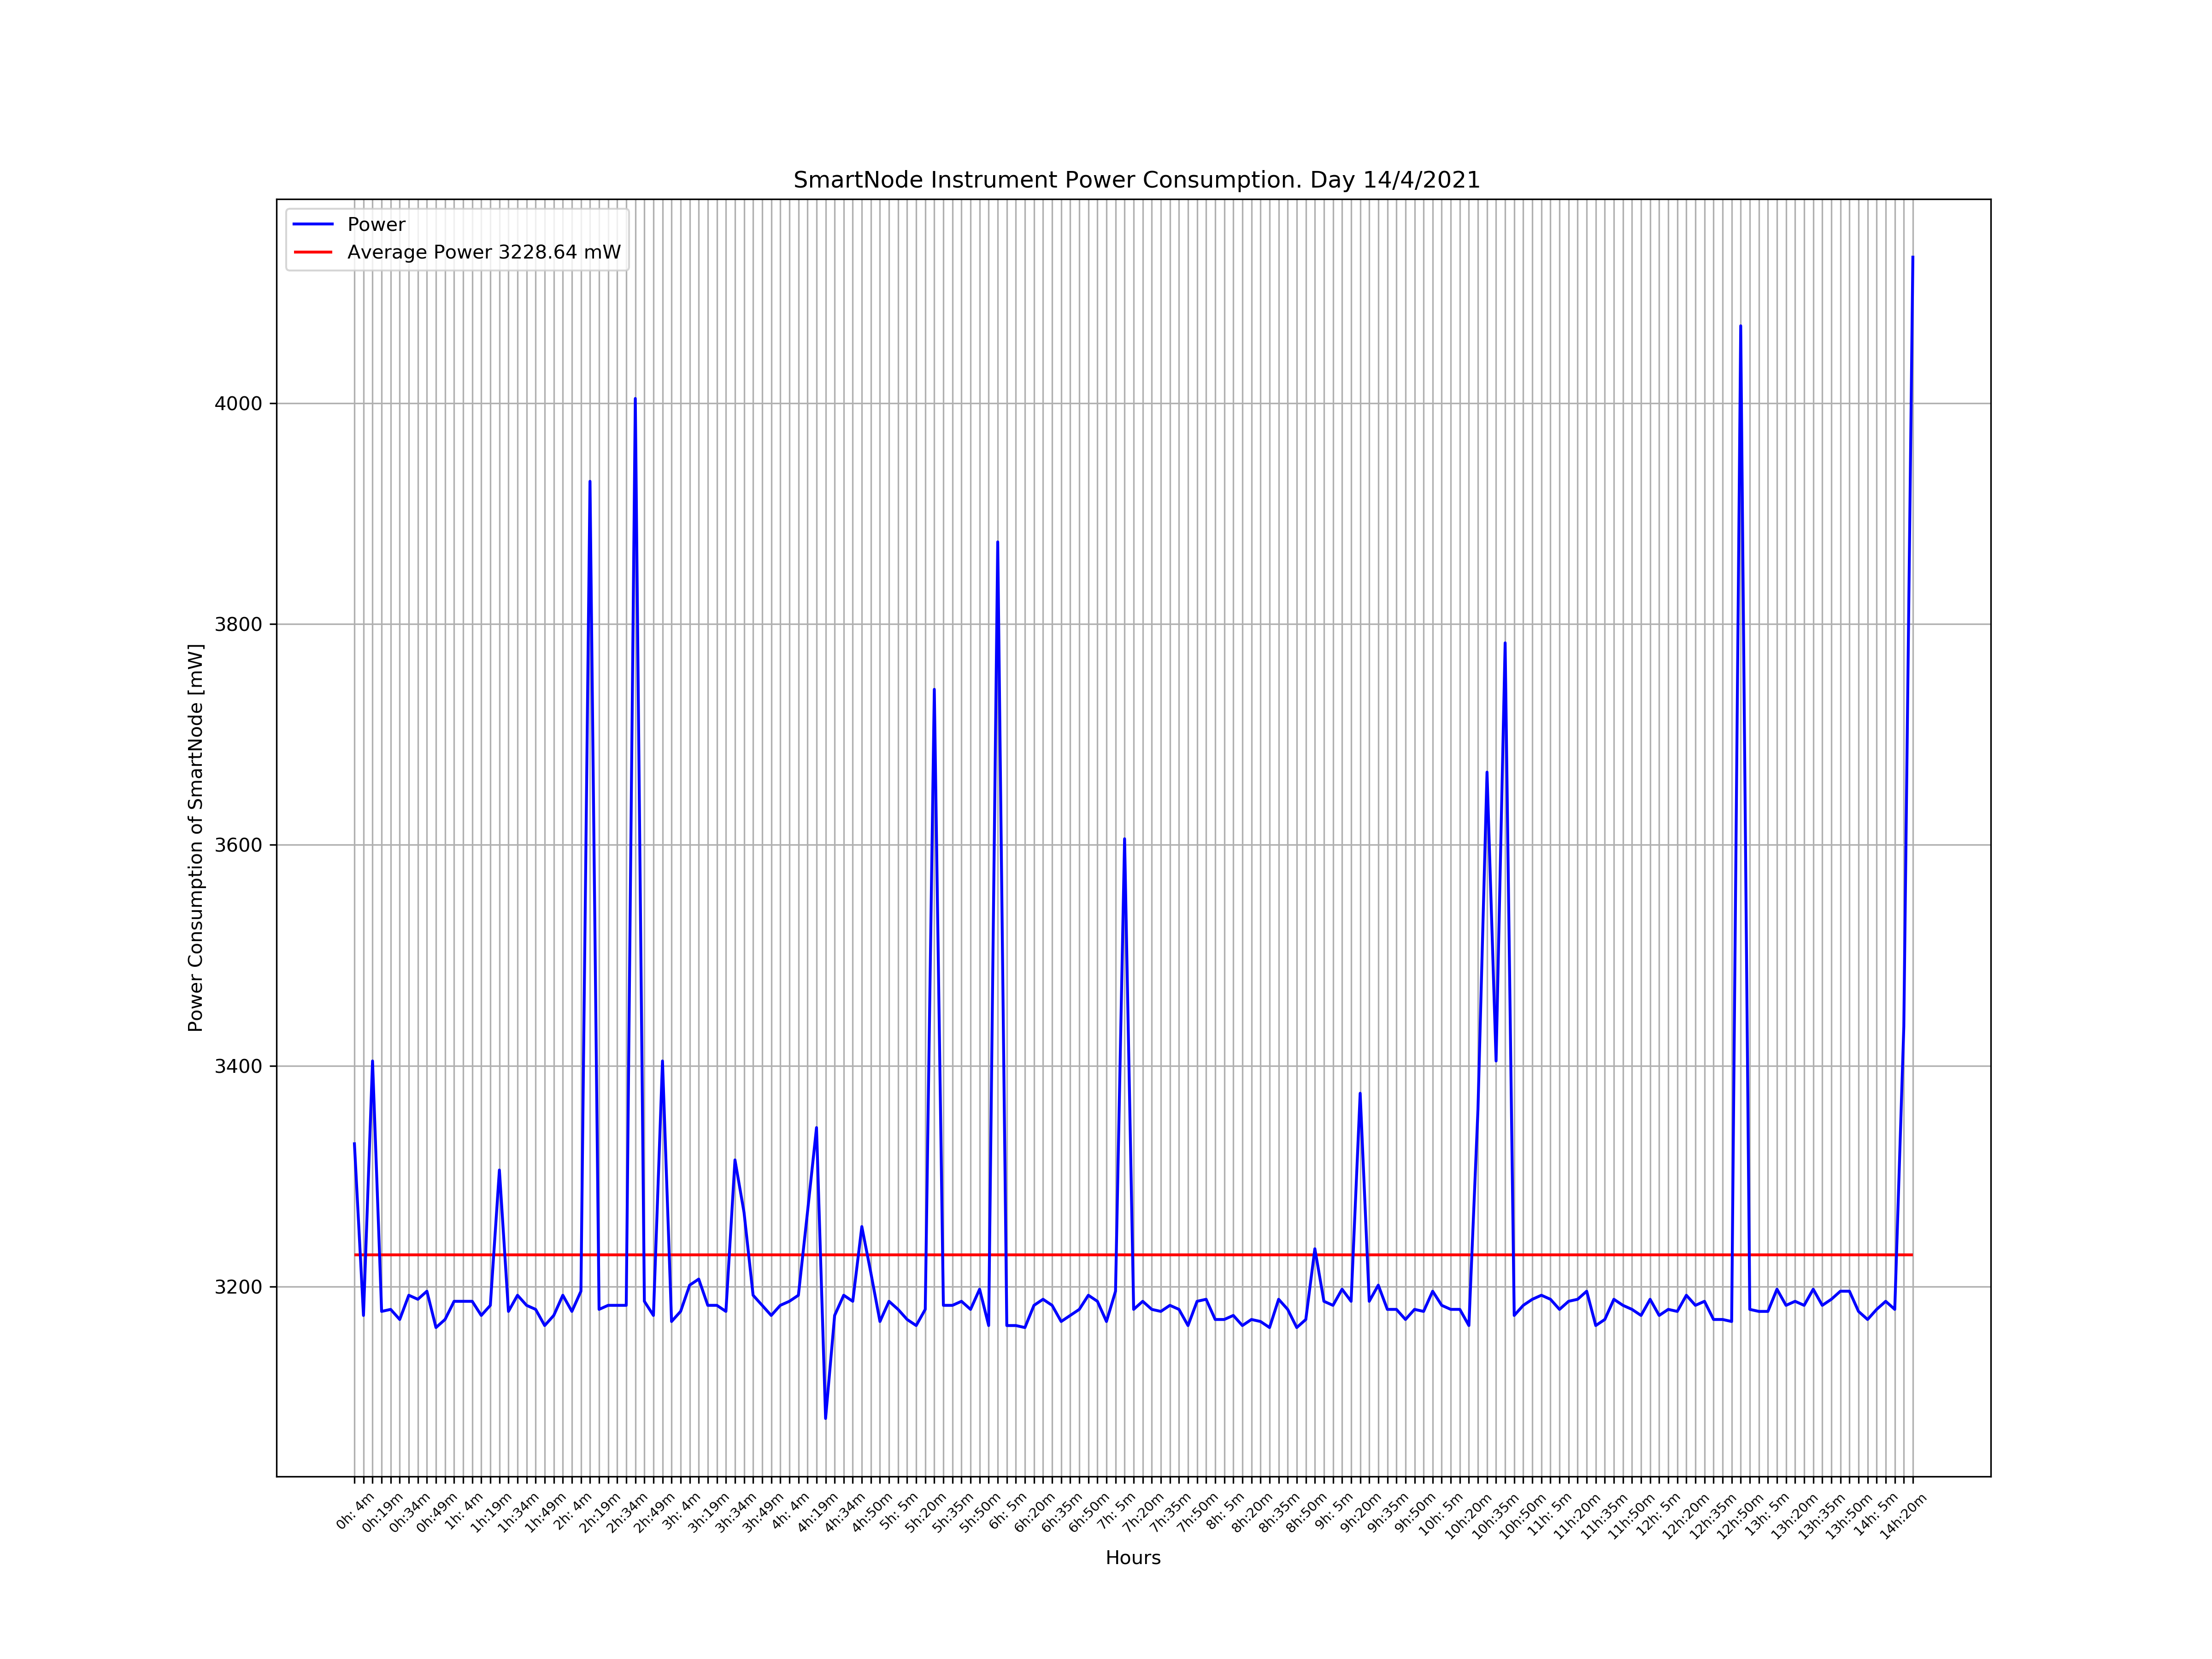 SmartNode Instrument Power Consumption. Day 14/4/2021
Power
Average Power 3228.64 mW
4000
3800
3600
3400
3200
Power Consumption of SmartNode [mW]
0h: 4m
0h:19m
0h:34m
0h:49m
1h: 4m
1h:19m
1h:34m
1h:49m
2h: 4m
2h:19m
2h:34m
2h:49m
3h: 4m
3h:19m
3h:34m
3h:49m
4h: 4m
4h:19m
4h:34m
4h:50m
5h: 5m
5h:20m
5h:35m
5h:50m
6h: 5m
6h:20m
6h:35m
6h:50m
7h: 5m
7h:20m
7h:35m
7h:50m
8h: 5m
8h:20m
8h:35m
8h:50m
9h: 5m
9h:20m
9h:35m
9h:50m
10h: 5m
10h:20m
10h:35m
10h:50m
11h: 5m
11h:20m
11h:35m
11h:50m
12h: 5m
12h:20m
12h:35m
12h:50m
13h: 5m
13h:20m
13h:35m
13h:50m
14h: 5m
14h:20m
Hours